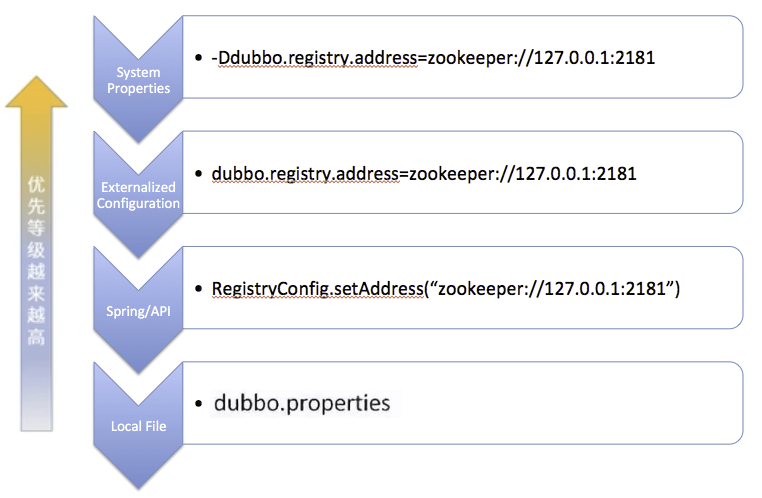 System
Properties
• -Ddubbo.registry.address=zookeeper://127.0.0.1:2181
Externalized
Configuration
• dubbo.registry.address=zookeeper://127.0.0.1:2181
优先等级越来越高
Spring/API
• RegistryConfig.setAddress(“zookeeper://127.0.0.1:2181”)
Local File
• dubbo.properties